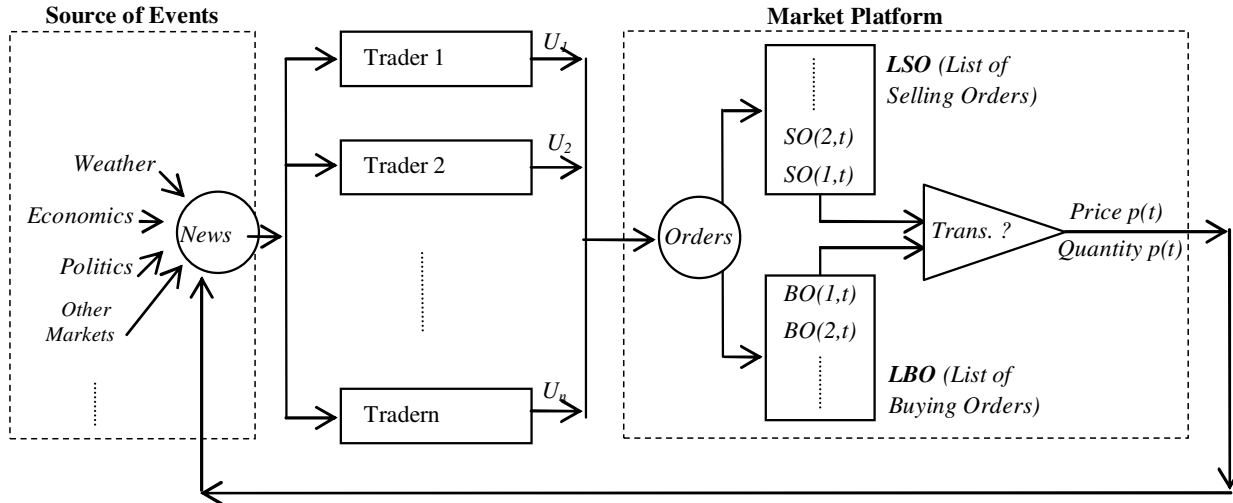 Source of Events
Weather
Economics
Politics
Other
Markets
News
Trader 1
Trader 2
Tradern
U1
U2
Un
Market Platform
Orders
LSO (List of
Selling Orders)
SO(2,t)
SO(1,t)
BO(1,t)
BO(2,t)
LBO (List of
Buying Orders)
Trans. ?
Price p(t)
Quantity p(t)